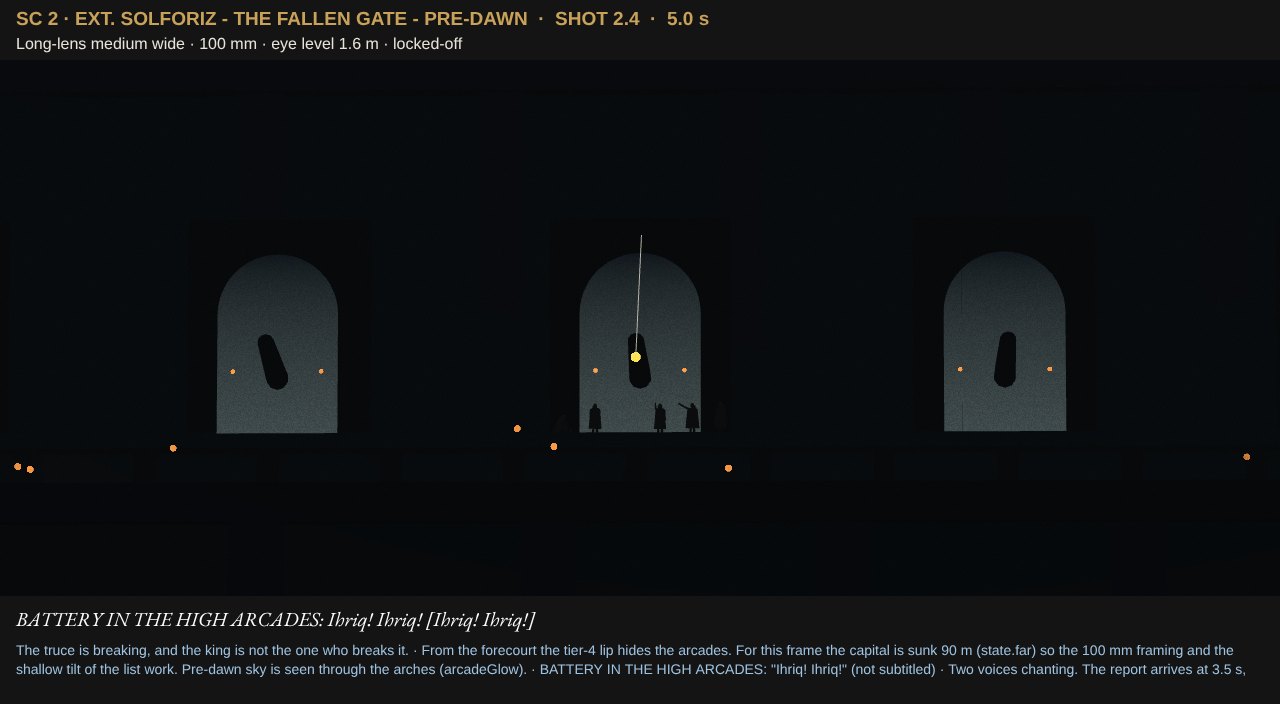 SC 2 · EXT. SOLFORIZ - THE FALLEN GATE - PRE-DAWN · SHOT 2.4 · 5.0 s
Long-lens medium wide · 100 mm · eye level 1.6 m · locked-off
BATTERY IN THE HIGH ARCADES: Ihriq! Ihriq! [Ihriq! Ihriq!]
The truce is breaking, and the king is not the one who breaks it. · From the forecourt the tier-4 lip hides the arcades. For this frame the capital is sunk 90 m (state.far) so the 100 mm framing and the
shallow tilt of the list work. Pre-dawn sky is seen through the arches (arcadeGlow). · BATTERY IN THE HIGH ARCADES: "Ihriq! Ihriq!" (not subtitled) · Two voices chanting. The report arrives at 3.5 s,